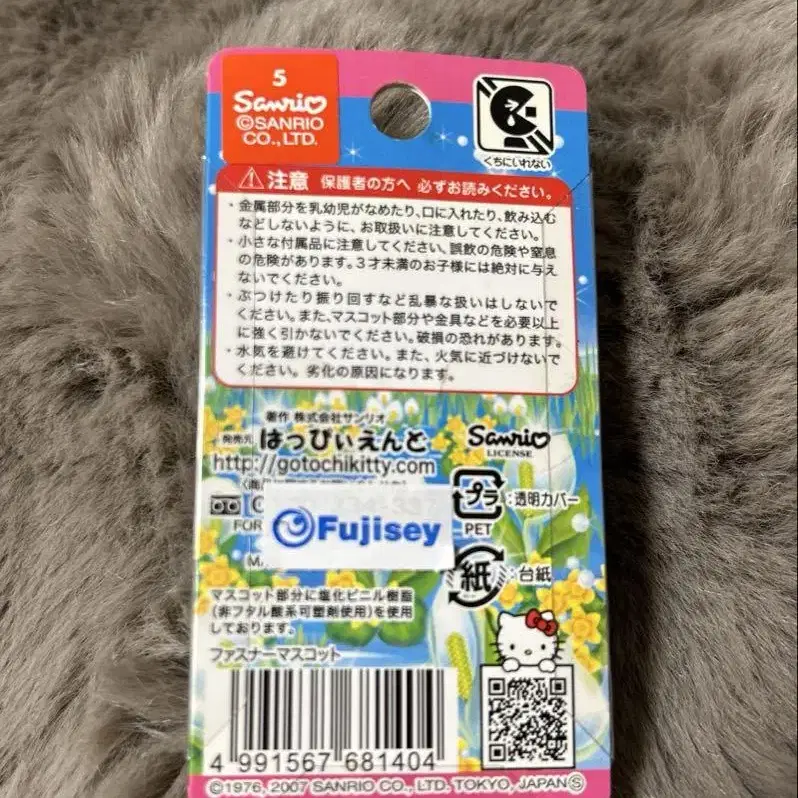 5
Sanrio
©SANRIO
CO.,LTD.
くちにいれない
注意 保護者の方へ 必ずお読みください。
・金属部分を乳幼児がなめたり、口に入れたり、飲み込む
などしないように、お取扱いに注意してください。
・小さな付属品に注意してください、誤飲の危険や窒息
の危険があります。3才未満のお子様には絶対に与え
ないでください。
・ぶつけたり振り回すなど乱暴な扱いはしないで
ください。また、マスコット部分や金具などを必要以上
に強く引かないでください。破損の恐れがあります。
・水気を避けてください。また、火気に近づけないで
ください。劣化の原因になります。
著作 株式会社サンリオ
発売元 はっぴぃえんど
http://gotochikitty.com
Sanrio
LICENSE
プラ :透明カバー
PET
FOR
Fujisey
紙 :台紙
マスコット部分に塩化ビニル樹脂
(非フタル酸系可塑剤使用)を使用
しております。
ファスナーマスコット
4 991567 681404
©1976, 2007 SANRIO CO., LTD. TOKYO, JAPAN Ⓢ